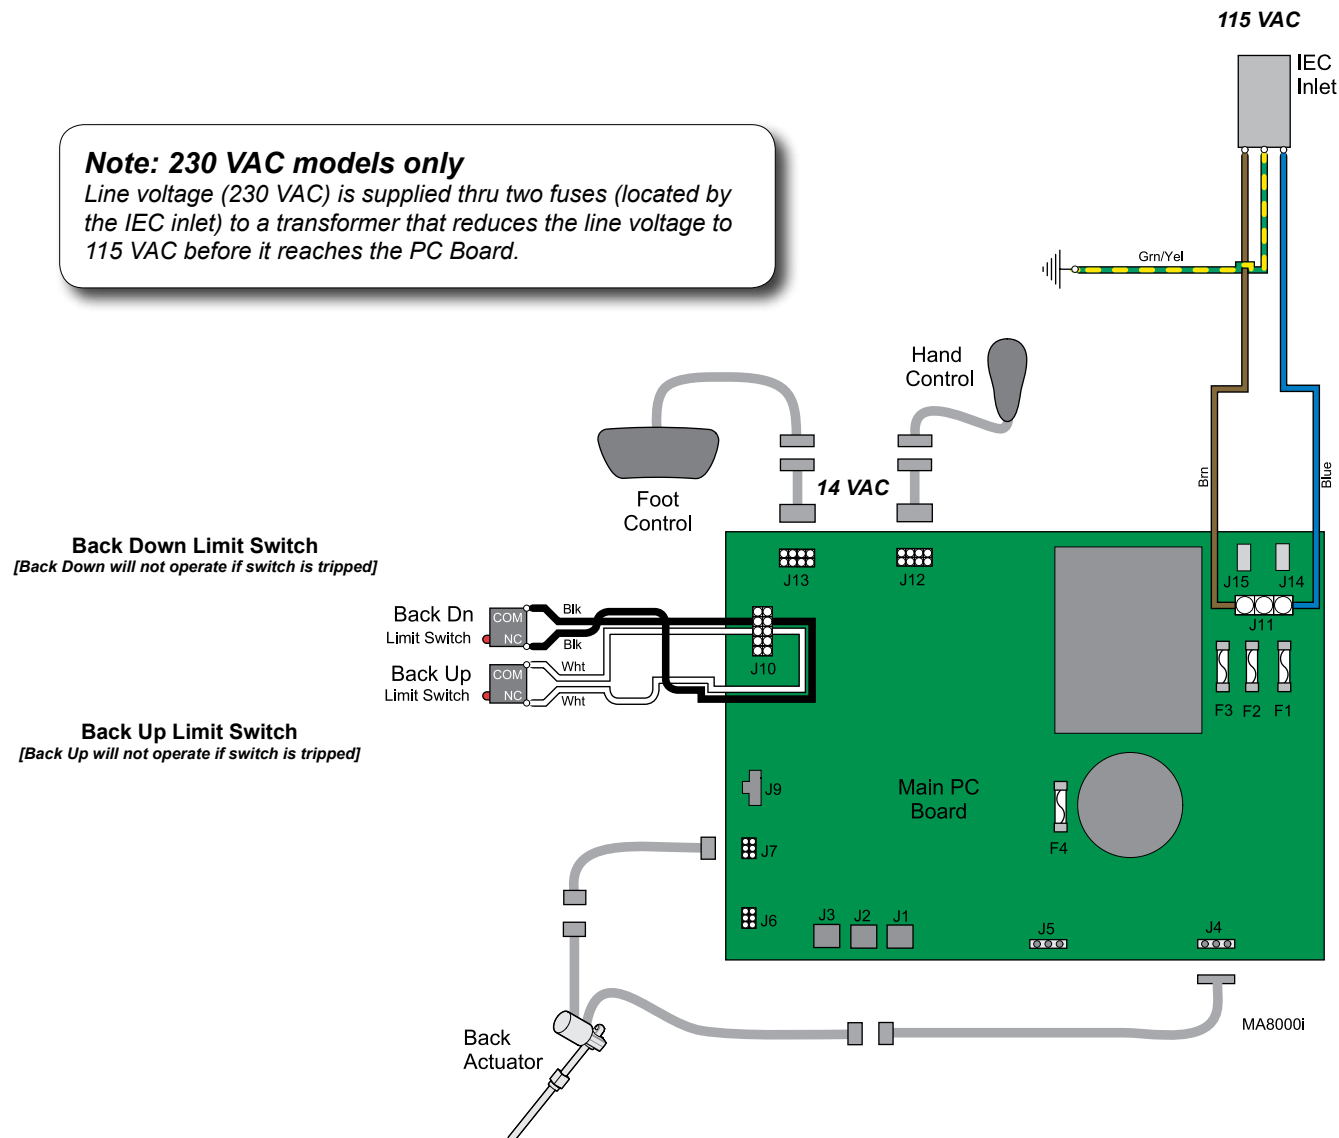 115 VAC
IEC
Inlet
Note: 230 VAC models only
Line voltage (230 VAC) is supplied thru two fuses (located by
the IEC inlet) to a transformer that reduces the line voltage to
115 VAC before it reaches the PC Board.
Grn/Yel
Hand
Control
Brn
Blue
Foot
Control
14 VAC
Back Down Limit Switch
[Back Down will not operate if switch is tripped]
J13
J12
J15
J14
J11
Back Dn
Limit Switch
COM
NC
Blk
Blk
Back Up
Limit Switch
COM
NC
Wht
Wht
J10
F3
F2
F1
Back Up Limit Switch
[Back Up will not operate if switch is tripped]
J9
Main PC
Board
F4
J7
J6
J3
J2
J1
J5
J4
MA8000i
Back
Actuator